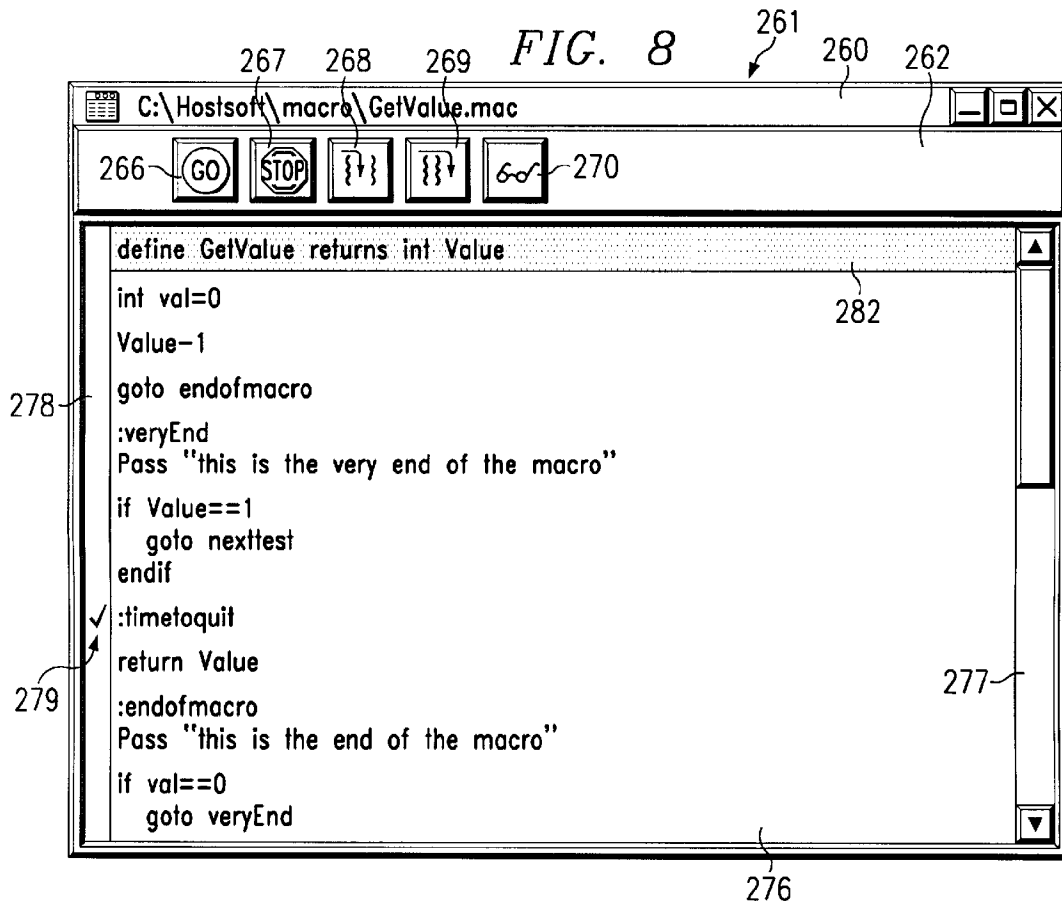 FIG. 8
261
260
262
267
268
269
C:\Hostsoft\macro\GetValue.mac
266
GO
STOP
270
define GetValue returns int Value
282
int val=0
Value-1
goto endofmacro
278
:veryEnd
Pass "this is the very end of the macro"
if Value==1
goto nexttest
endif
:timetoquit
279
return Value
277
:endofmacro
Pass "this is the end of the macro"
if val==0
goto veryEnd
276